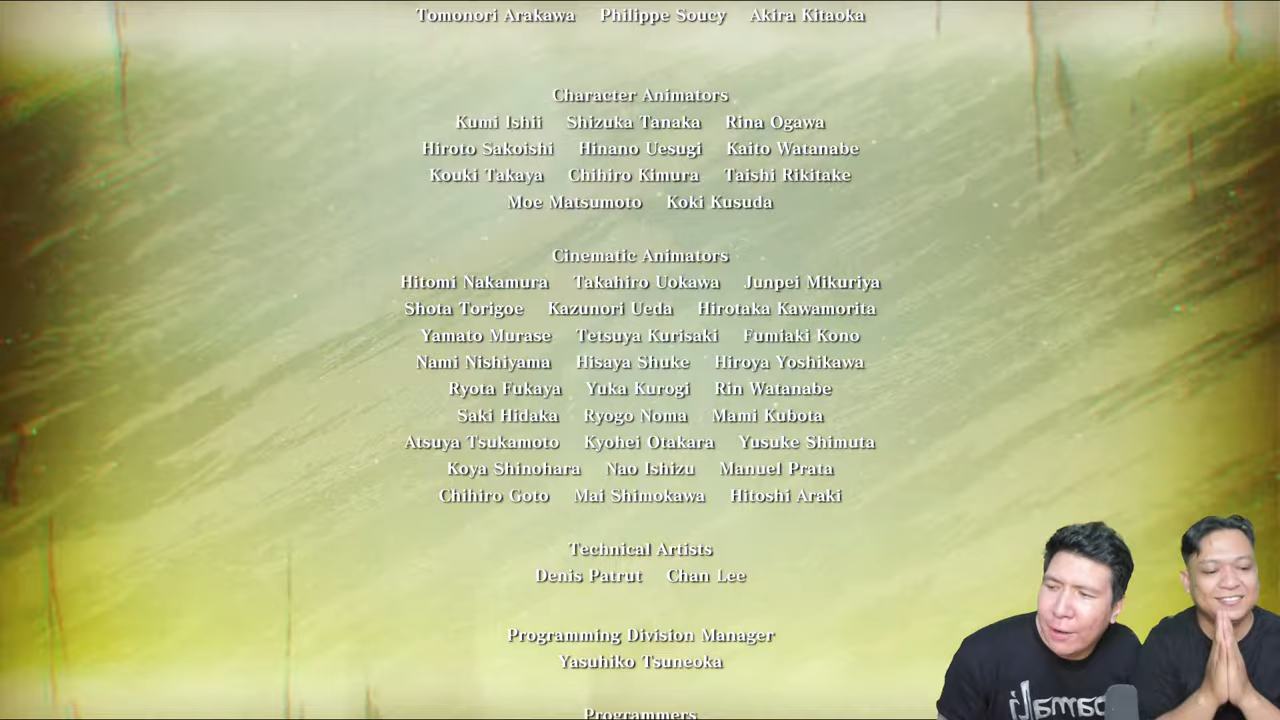 Tomonori Arakawa Philippe Soucy Akira Kitaoka
Character Animators
Kumi Ishii Shizuka Tanaka Rina Ogawa
Hiroto Sakoishi Hinano Uesugi Kaito Watanabe
Kouki Takaya Chihiro Kimura Taishi Rikitake
Moe Matsumoto Koki Kusuda
Cinematic Animators
Hitomi Nakamura Takahiro Uokawa Junpei Mikuriya
Shota Torigoe Kazunori Ueda Hirotaka Kawamorita
Yamato Murase Tetsuya Kurisaki Fumiaki Kono
Nami Nishiyama Hisaya Shuke Hiroya Yoshikawa
Ryota Fukaya Yuka Kurogi Rin Watanabe
Saki Hidaka Ryogo Noma Mami Kubota
Atsuya Tsukamoto Kyohei Otakara Yusuke Shimuta
Koya Shinohara Nao Ishizu Manuel Prata
Chihiro Goto Mai Shimokawa Hitoshi Araki
Technical Artists
Denis Patrut Chan Lee
Programming Division Manager
Yasuhiko Tsuneoka
Programmers